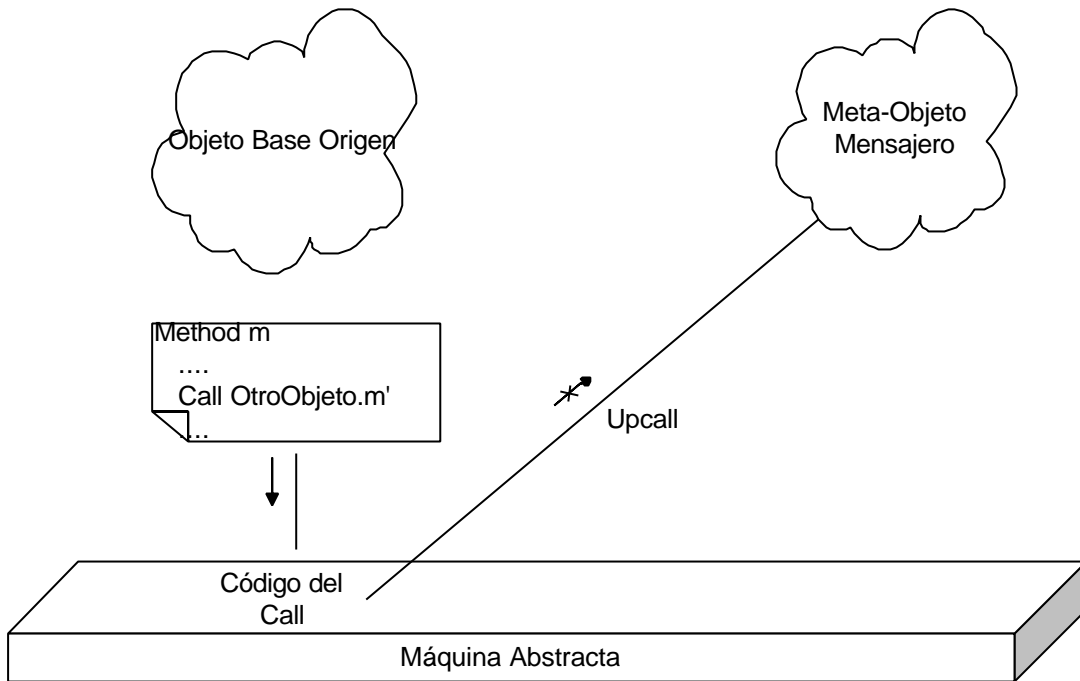 Objeto Base Origen
Meta-Objeto
Mensajero
Method m
....
Call OtroObjeto.m'
....
Upcall
Código del
Call
Máquina Abstracta